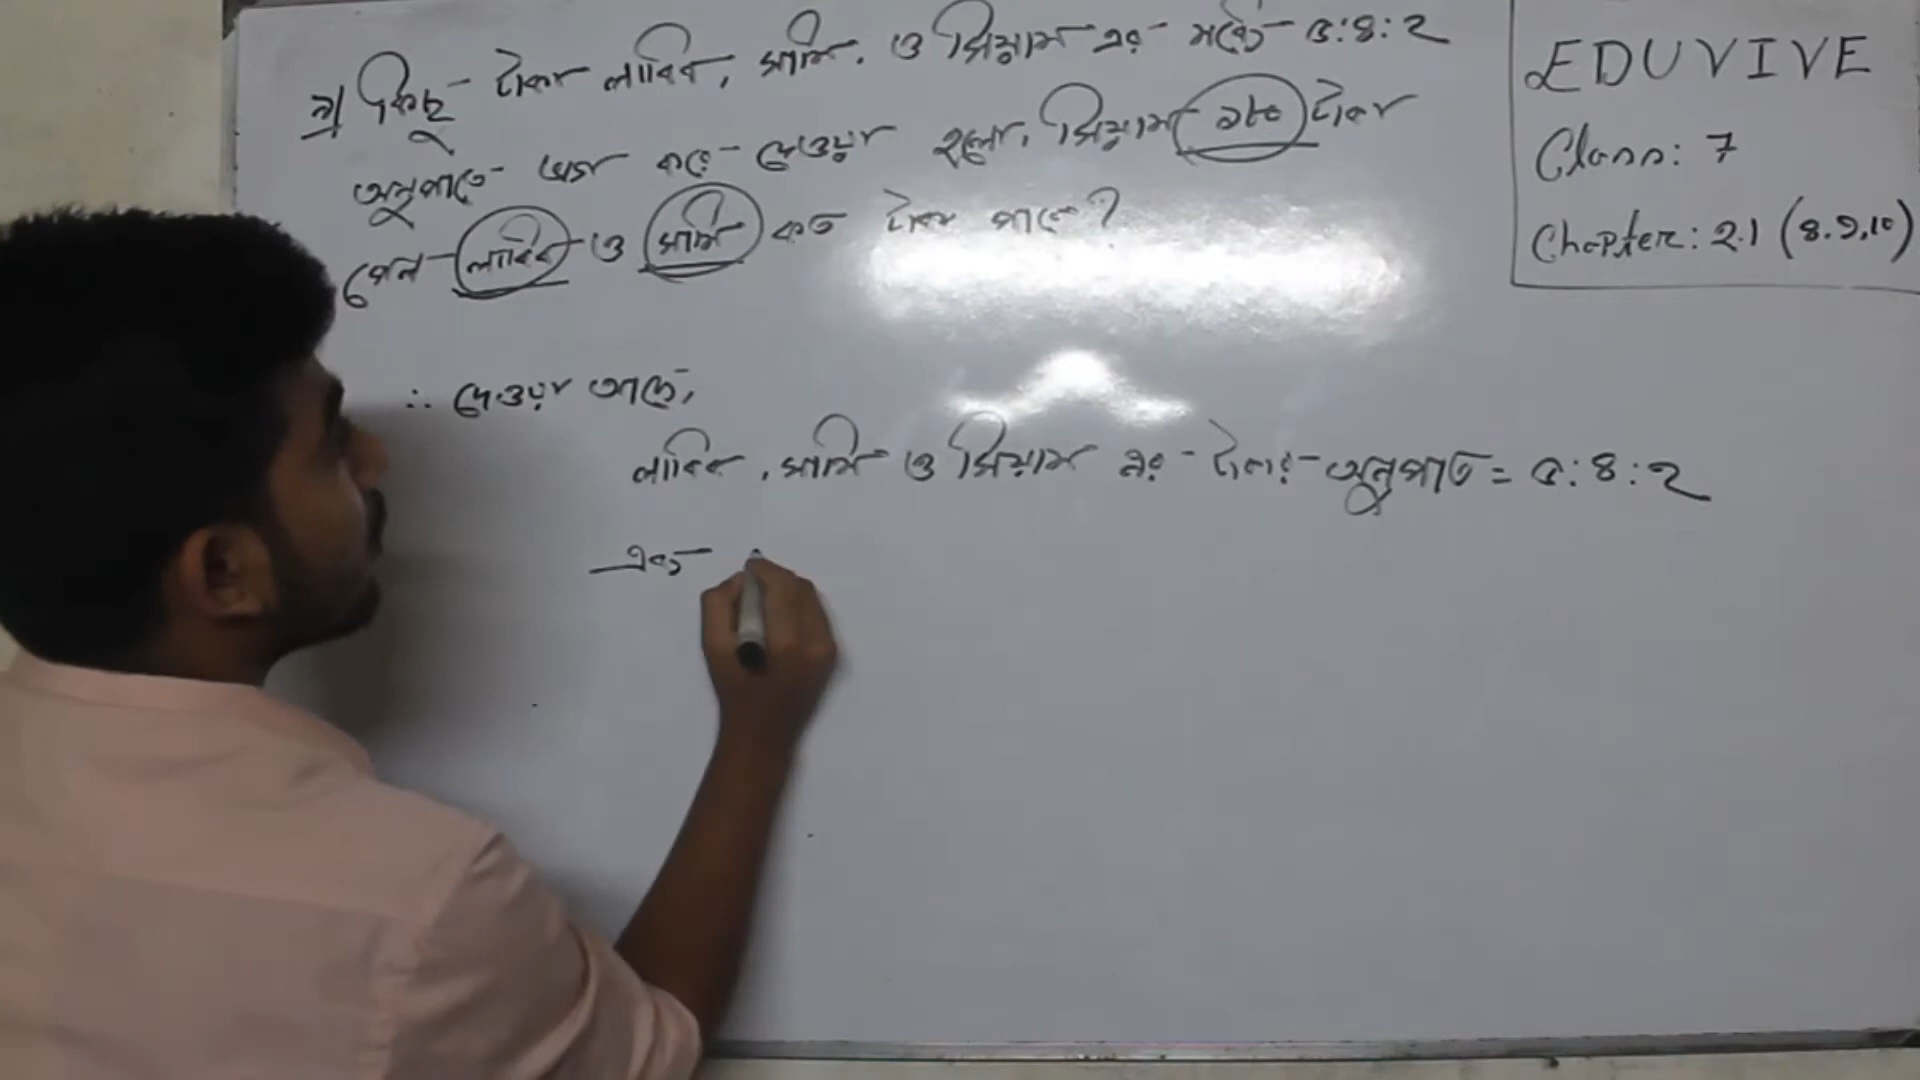 ৯| কিছু টাকা লাবিব, সামি, ও সিয়াম এর মধ্যে ৫:৪:২
অনুপাতে ভাগ করে দেওয়া হলো, সিয়াম ১৮০ টাকা
পেলে লাবিব ও সামি কত টাকা পাবে?
∴ দেওয়া আছে,
লাবিব, সামি ও সিয়াম এর টাকার অনুপাত = ৫:৪:২
এবং
EDUVIVE
Class: 7
Chapter: 2.1 (8.9,10)